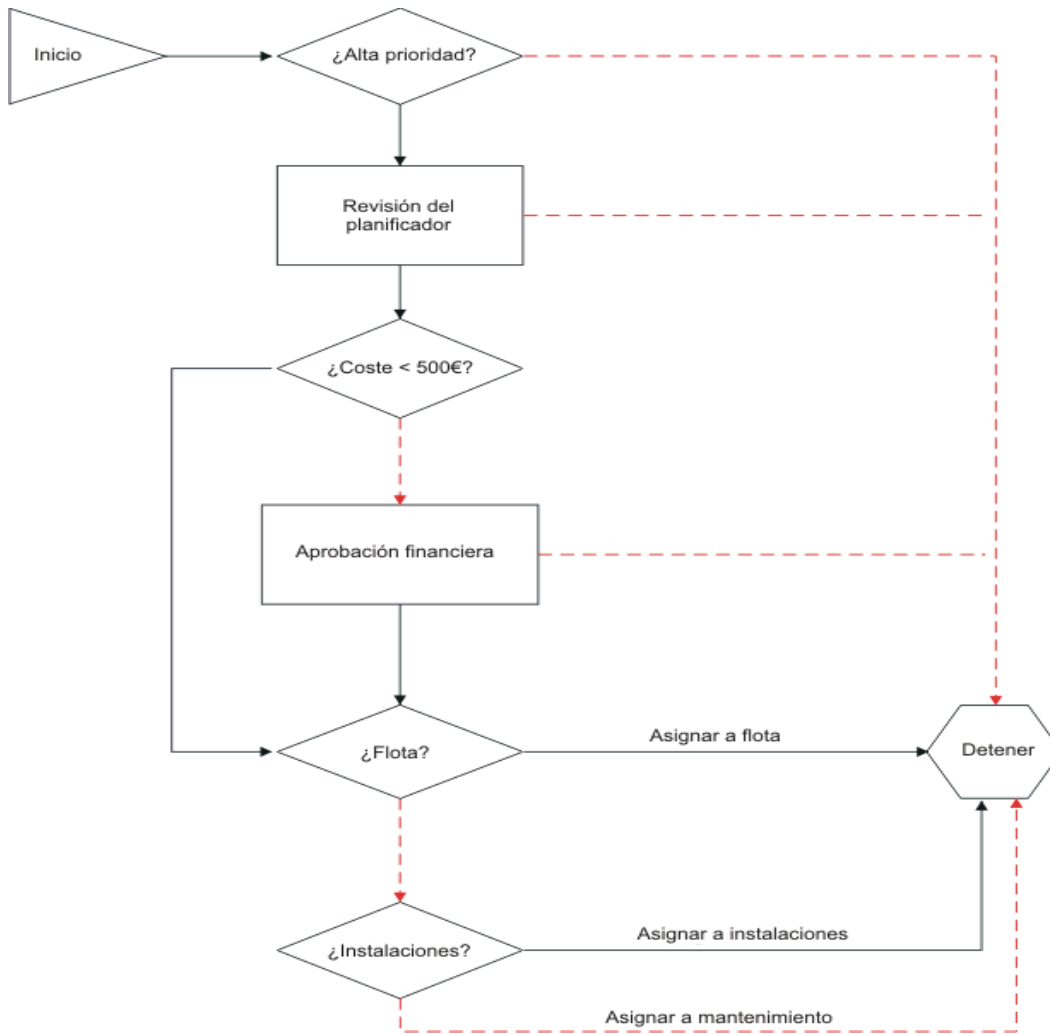 Inicio
¿Alta prioridad?
Revisión del
planificador
¿Coste < 500€?
Aprobación financiera
¿Flota?
Asignar a flota
Detener
¿Instalaciones?
Asignar a instalaciones
Asignar a mantenimiento